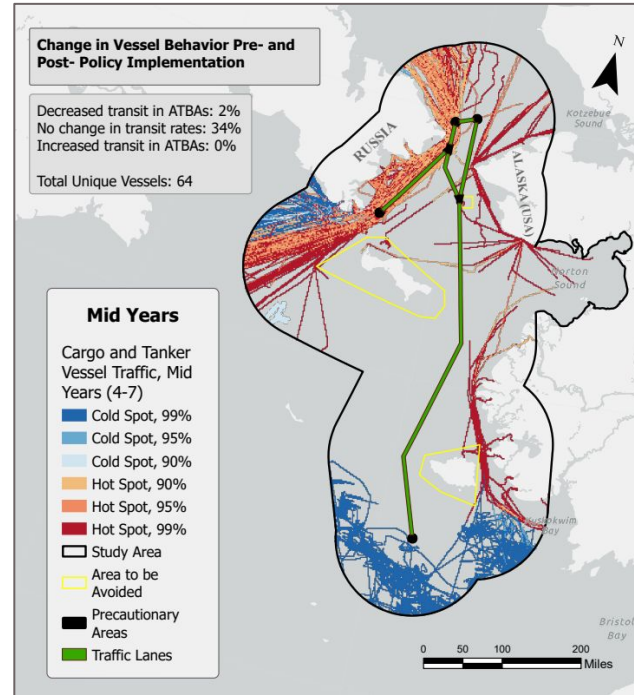 Change in Vessel Behavior Pre- and
Post- Policy Implementation
Decreased transit in ATBAs: 2%
No change in transit rates: 34%
Increased transit in ATBAs: 0%
Total Unique Vessels: 64
N
Kotzebue
Sound
RUSSIA
ALASKA (USA)
Norton
Sound
Mid Years
Cargo and Tanker
Vessel Traffic, Mid
Years (4-7)
Cold Spot, 99%
Cold Spot, 95%
Cold Spot, 90%
Hot Spot, 90%
Hot Spot, 95%
Hot Spot, 99%
Study Area
Area to be
Avoided
Precautionary
Areas
Traffic Lanes
Kuskokwim
Bay
Bristol
Bay
0 50 100 200
Miles